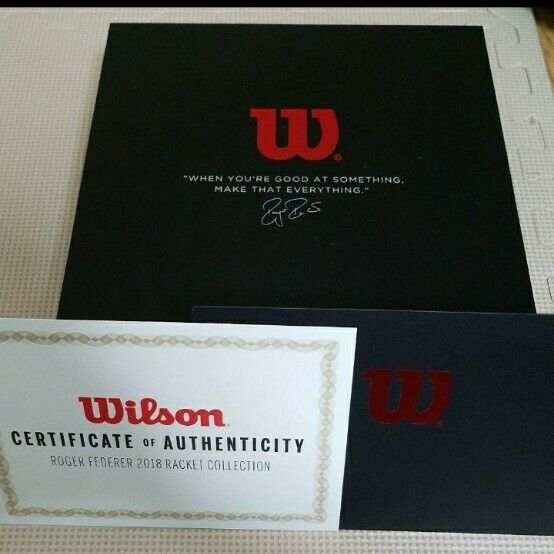 W
"WHEN YOU'RE GOOD AT SOMETHING,
MAKE THAT EVERYTHING."
W
Wilson
CERTIFICATE OF AUTHENTICITY
ROGER FEDERER 2018 RACKET COLLECTION